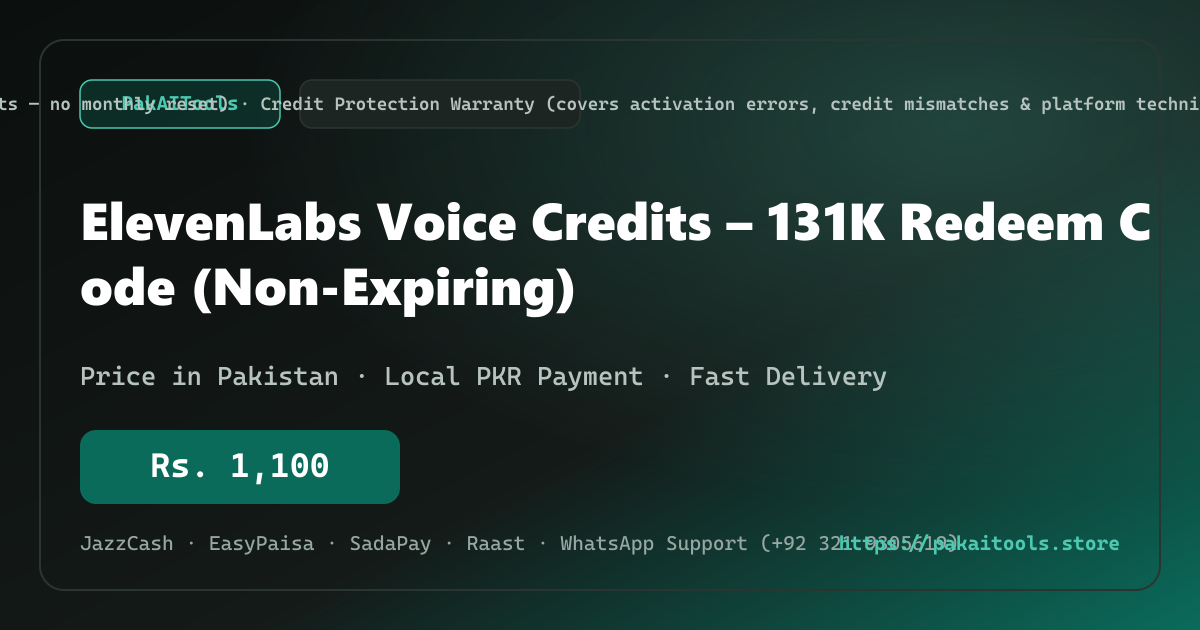 PakAITools
ts — no monthly reset) · Credit Protection Warranty (covers activation errors, credit mismatches & platform techni
ElevenLabs Voice Credits – 131K Redeem C
ode (Non-Expiring)
Price in Pakistan · Local PKR Payment · Fast Delivery
Rs. 1,100
JazzCash · EasyPaisa · SadaPay · Raast · WhatsApp Support (+92 321
https://pakaitools.store